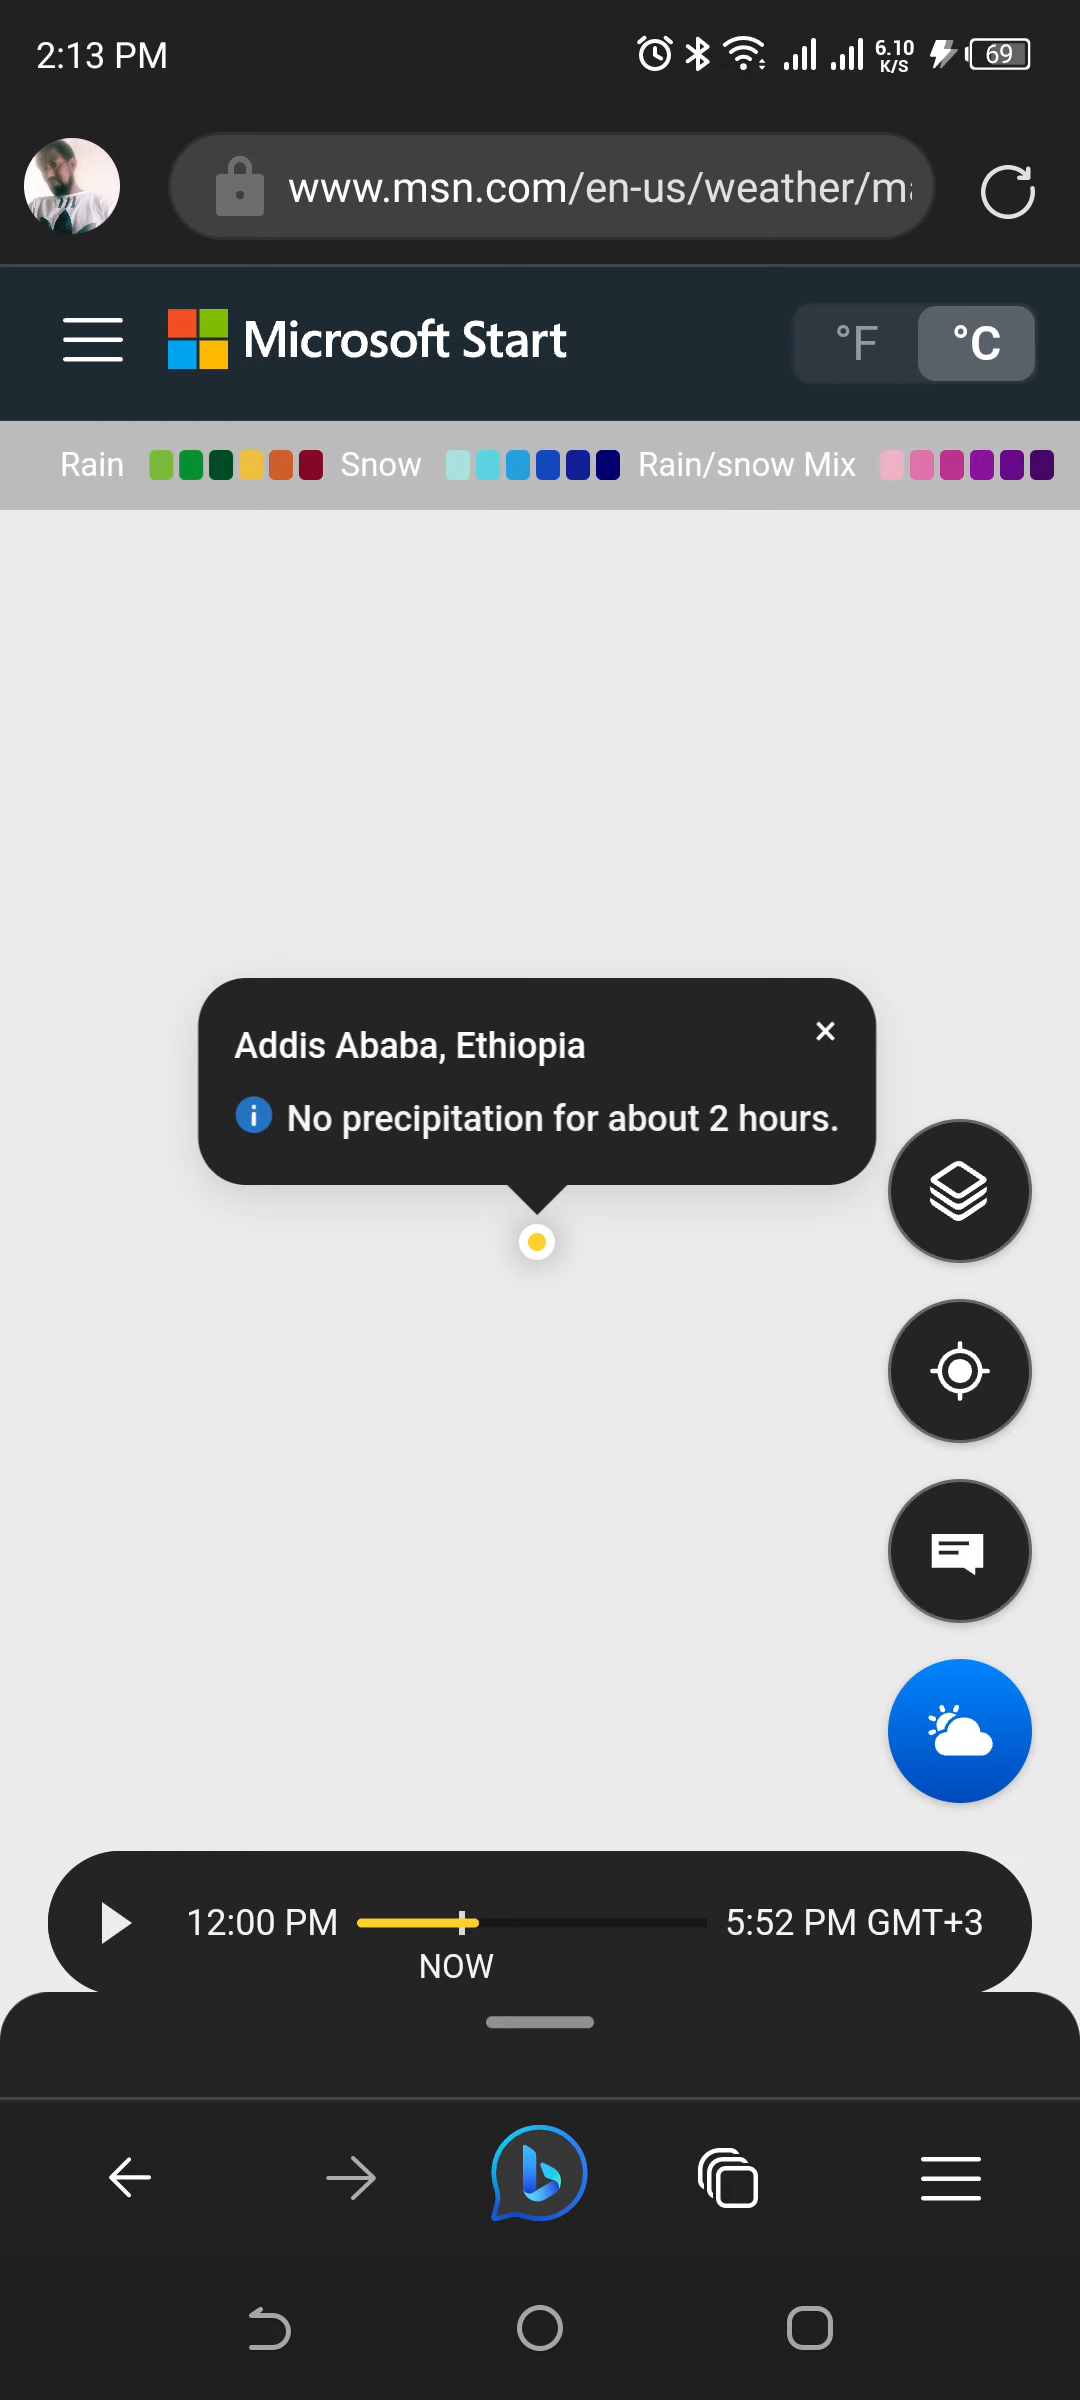 2:13 PM
6.10
K/S
69
www.msn.com/en-us/weather/ma
Microsoft Start
°F °C
Rain Snow Rain/snow Mix
Addis Ababa, Ethiopia
No precipitation for about 2 hours.
12:00 PM 5:52 PM GMT+3
NOW